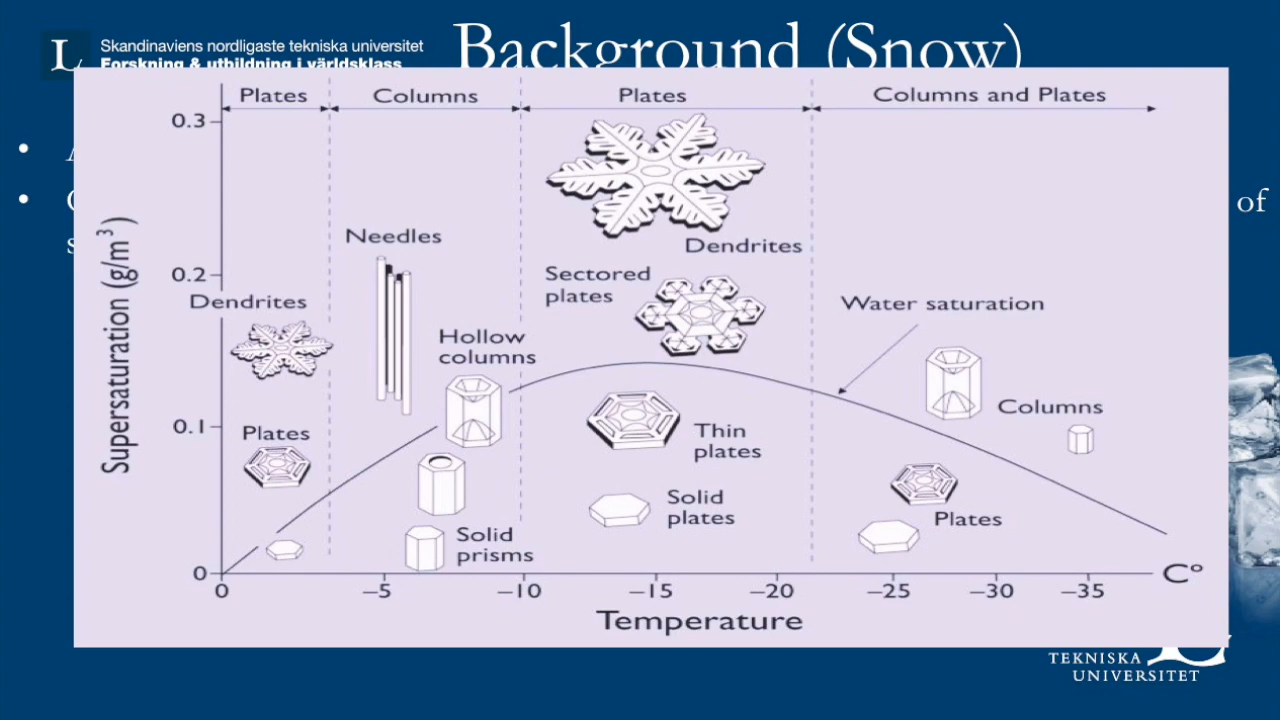 L
Skandinaviens nordligaste tekniska universitet
Forskning & utbildning i världsklass
Background (Snow)
•
•
of
Plates
Columns
Plates
Columns and Plates
Supersaturation (g/m³)
0.3
0.2
0.1
0
Needles
Dendrites
Dendrites
Sectored
plates
Water saturation
Hollow
columns
Columns
Plates
Thin
plates
Solid
plates
Plates
Solid
prisms
C°
0
–5
–10
–15
–20
–25
–30
–35
Temperature
TEKNISKA
UNIVERSITET